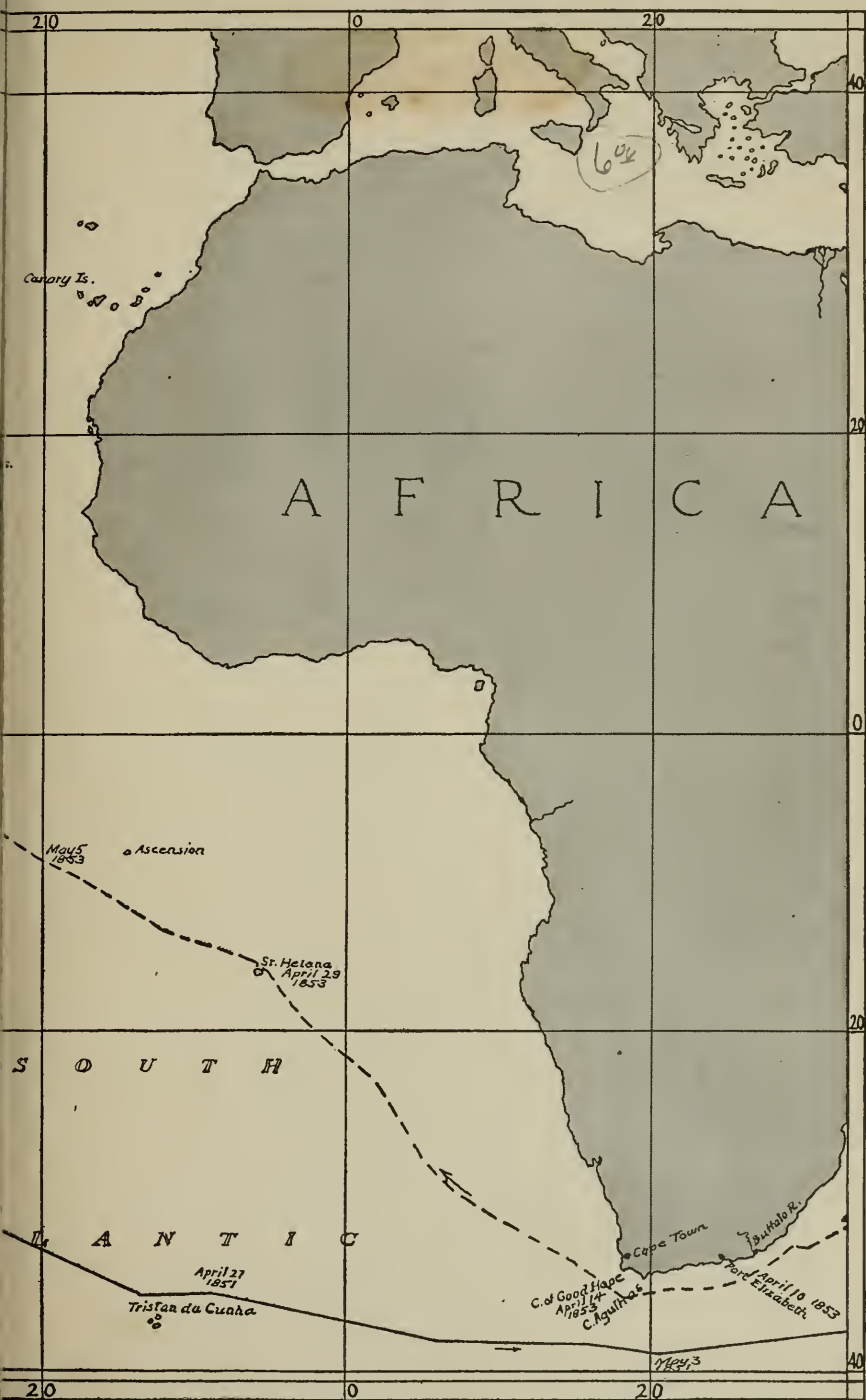 20 0 20
40
6
Canary Is.
20
A F R I C A
0
May 5
1853
Ascension
St. Helena
April 29
1853
20
S O U T H
L A N T I C
Cape Town
Buffalo R.
April 27
1851
Tristan da Cunha
C. of Good Hope
April 14
1853
C. Agulhas
Port Elizabeth
April 10 1853
May 3
40
20 0 20